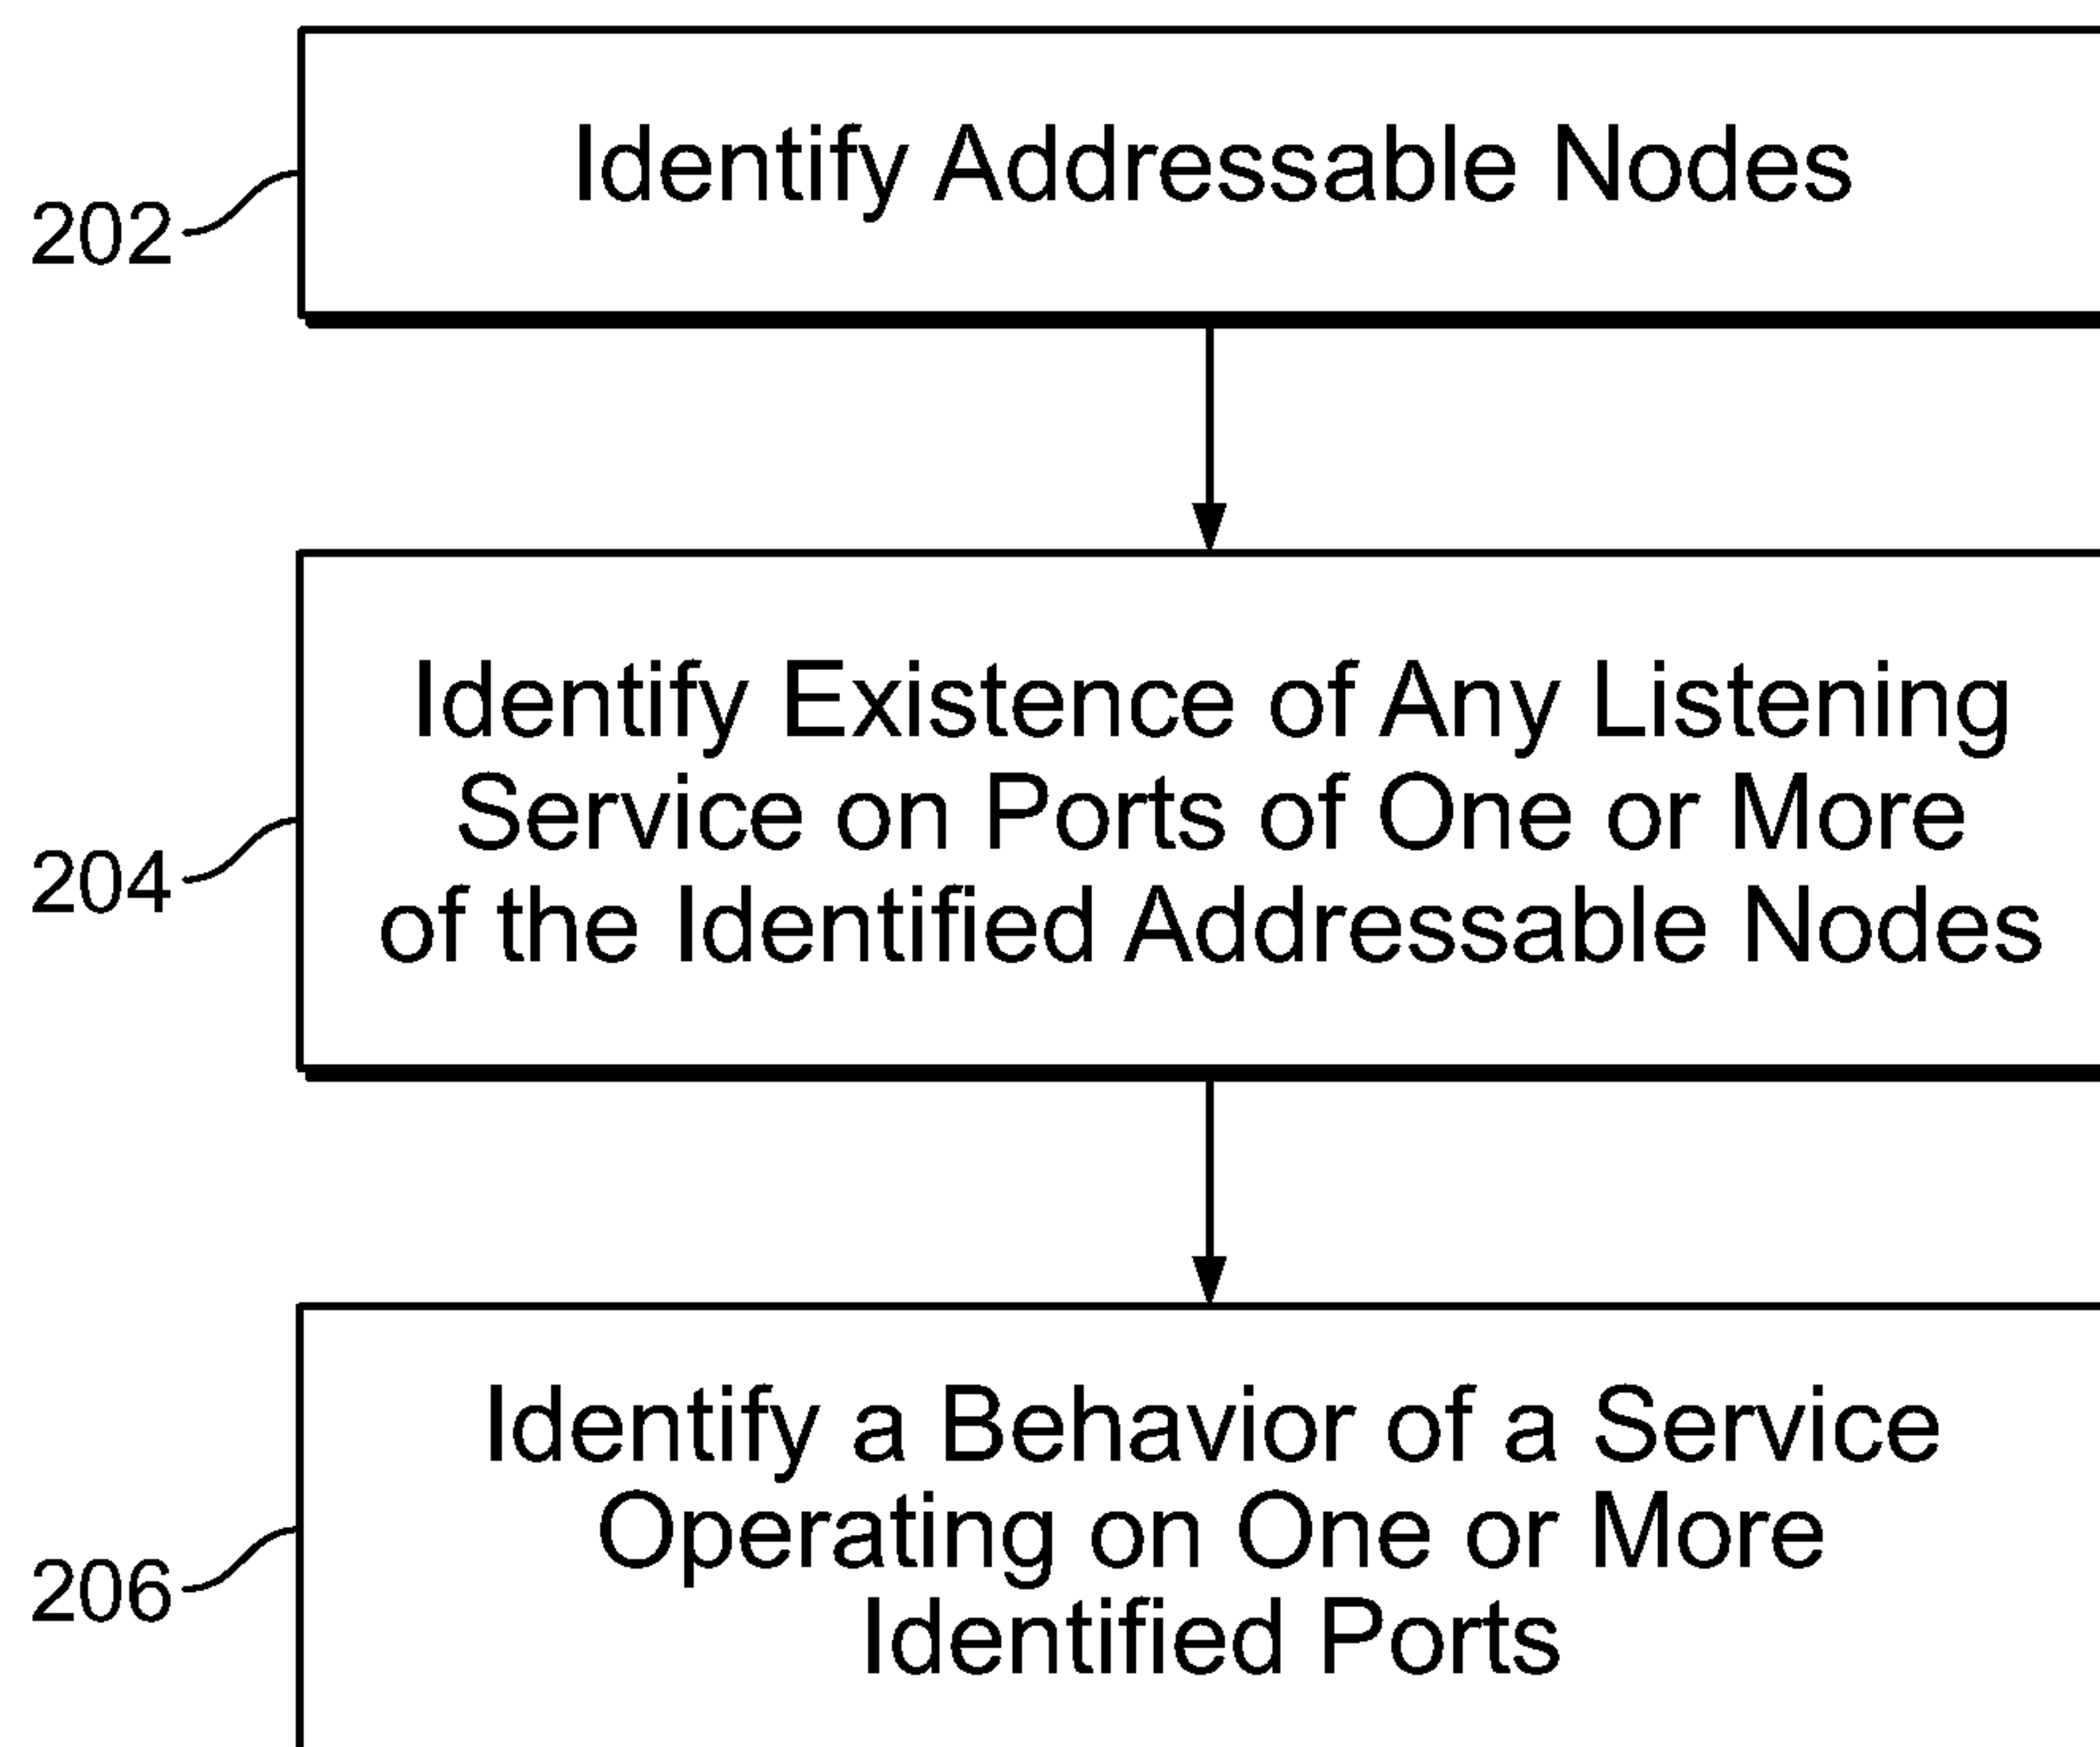 Identify Addressable Nodes
202
Identify Existence of Any Listening
Service on Ports of One or More
of the Identified Addressable Nodes
204
Identify a Behavior of a Service
Operating on One or More
Identified Ports
206